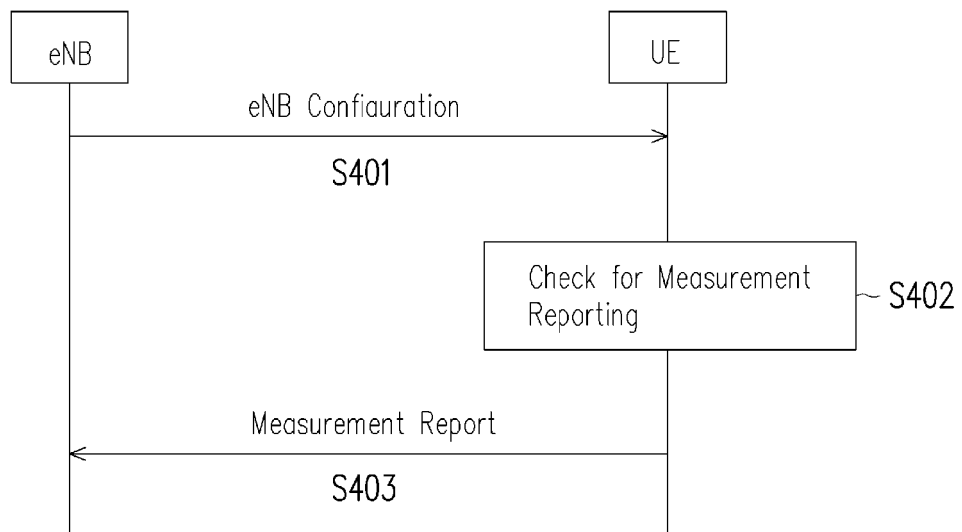 eNB
UE
eNB Confiauration
S401
Check for Measurement
Reporting
S402
Measurement Report
S403